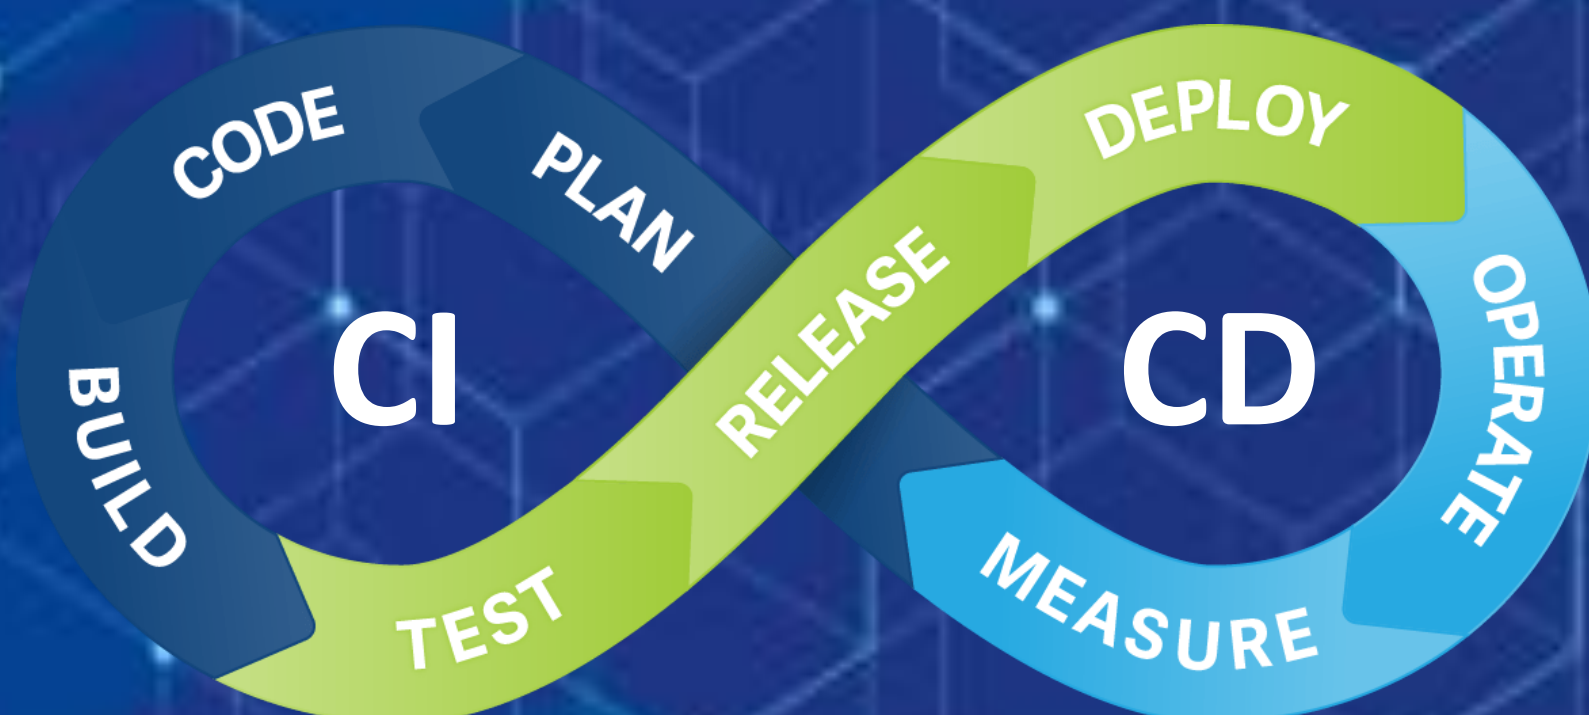 CODE
PLAN
DEPLOY
CI
CD
RELEASE
OPERATE
BUILD
TEST
MEASURE